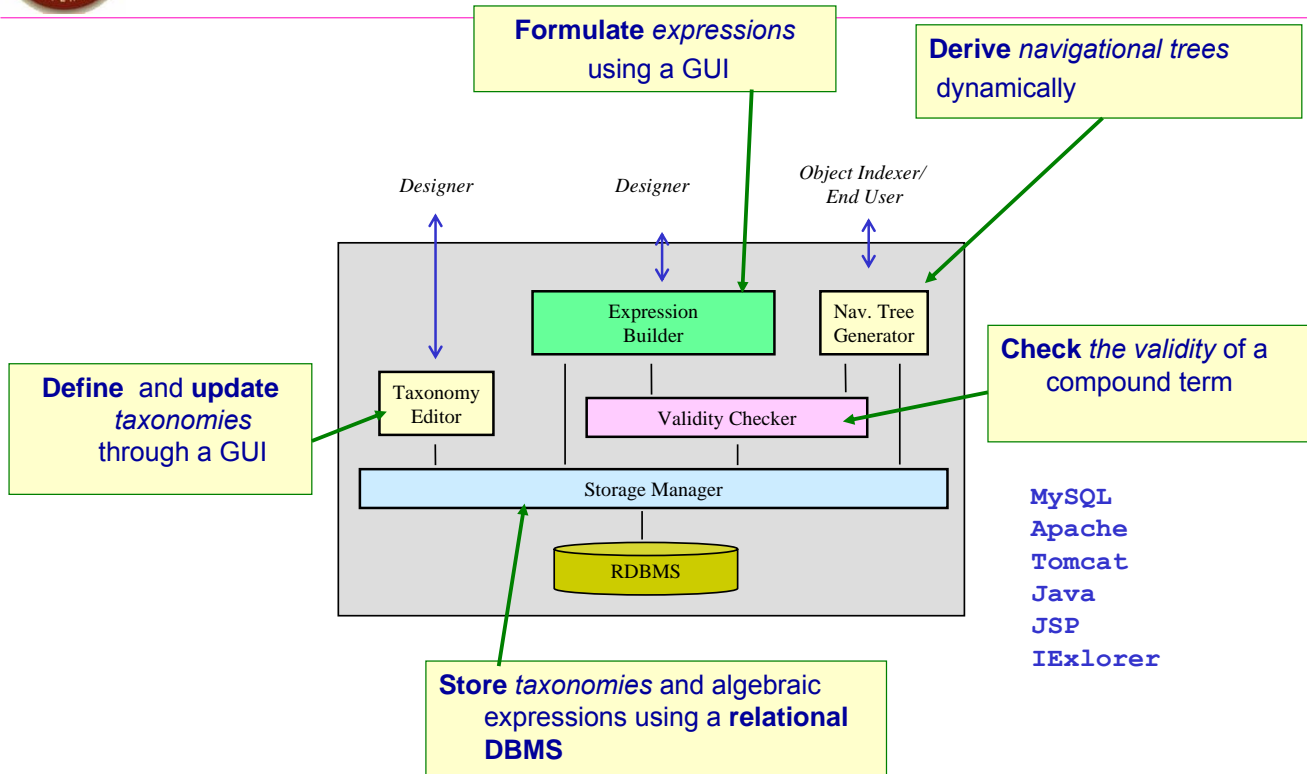 Formulate expressions
using a GUI
Derive navigational trees
dynamically
Designer
Designer
Object Indexer/
End User
Expression
Builder
Nav. Tree
Generator
Check the validity of a
compound term
Define and update
taxonomies
through a GUI
Taxonomy
Editor
Validity Checker
Storage Manager
RDBMS
MySQL
Apache
Tomcat
Java
JSP
IExlorer
Store taxonomies and algebraic
expressions using a relational
DBMS